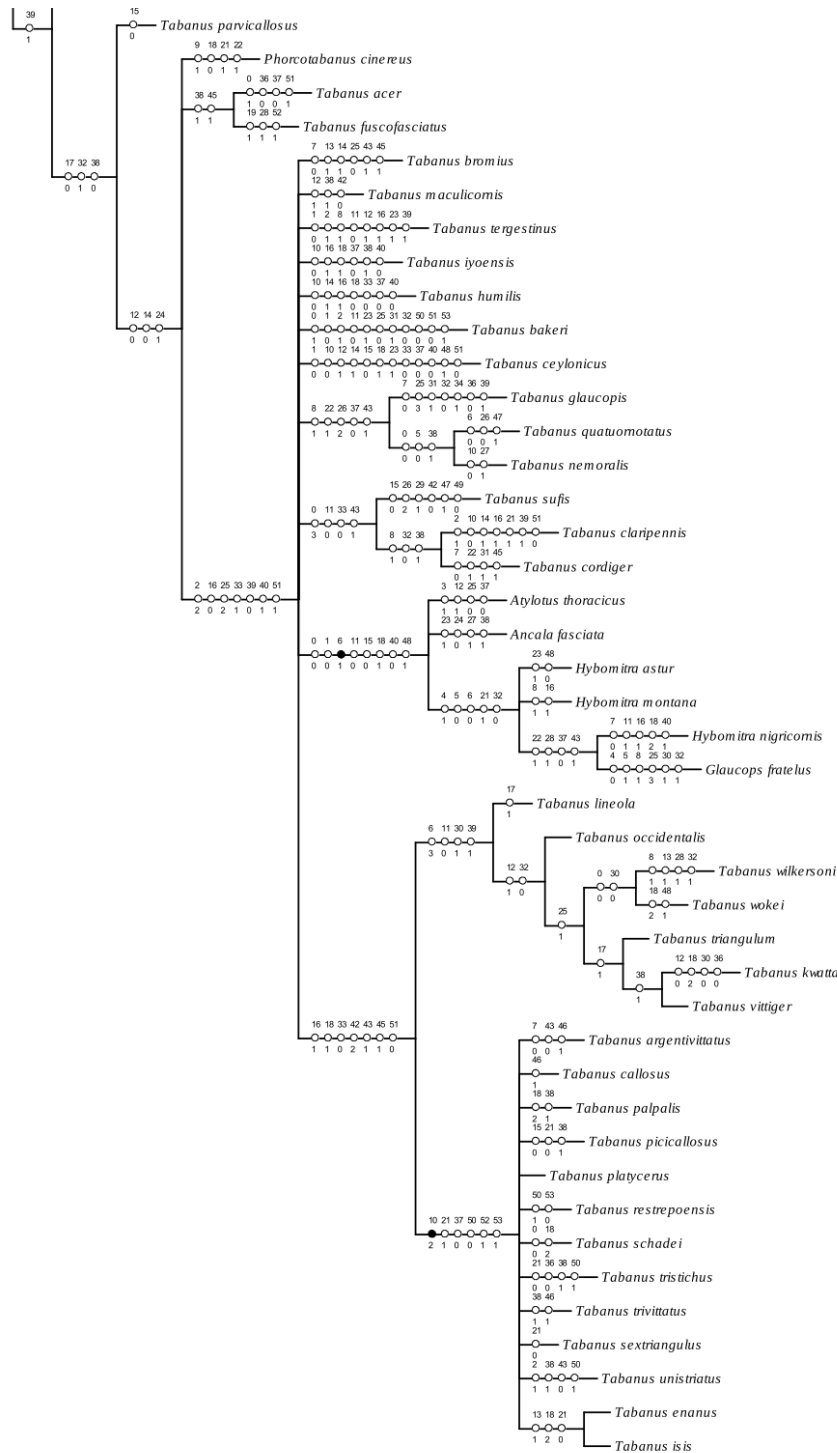 39
1
15
0
Tabanus parvicallosus
9 18 21 22
1 0 1 1
Phorcotabanus cinereus
38 45
1 1
0 36 37 51
1 0 0 1
Tabanus acer
19 28 52
1 1 1
Tabanus fuscofasciatus
17 32 38
0 1 0
7 13 14 25 43 45
0 1 1 0 1 1
Tabanus bromius
12 38 42
1 1 0
Tabanus maculicornis
1 2 8 11 12 16 23 39
0 1 1 0 1 1 1 1
Tabanus tergestinus
10 16 18 37 38 40
0 1 1 0 1 0
Tabanus iyoensis
10 14 16 18 33 37 40
0 1 1 0 0 0 0
Tabanus humilis
12 14 24
0 0 1
0 1 2 11 23 25 31 32 50 51 53
0 0 1 0 1 0 1 0 0 0 1
Tabanus bakeri
1 10 12 14 15 18 23 33 37 40 48 51
0 0 1 1 0 1 1 0 0 0 1 0
Tabanus ceylonicus
8 22 26 37 43
1 1 2 0 1
7 25 31 32 34 36 39
0 3 1 0 1 0 1
Tabanus glaucopis
0 5 38
0 0 1
6 26 47
0 0 1
Tabanus quatuornotatus
10 27
0 1
Tabanus nemoralis
0 11 33 43
3 0 0 1
15 26 29 42 47 49
0 2 1 0 1 0
Tabanus sufis
8 32 38
1 0 1
2 10 14 16 21 39 51
1 0 1 1 1 1 0
Tabanus claripennis
7 22 31 45
0 1 1 1
Tabanus cordiger
2 16 25 33 39 40 51
2 0 2 1 0 1 1
3 12 25 37
1 1 0 0
Atylotus thoracicus
23 24 27 38
1 0 1 1
Ancala fasciata
0 1 6 11 15 18 40 48
0 0 1 0 0 1 0 1
23 48
1 0
Hybomitra astur
4 5 6 21 32
1 0 0 1 0
8 16
1 1
Hybomitra montana
22 28 37 43
1 1 0 1
7 11 16 18 40
0 1 1 2 1
Hybomitra nigricornis
4 5 8 25 30 32
0 1 1 3 1 1
Glaucops fratelus
17
1
Tabanus lineola
6 11 30 39
3 0 1 1
Tabanus occidentalis
12 32
1 0
0 30
0 0
8 13 28 32
1 1 1 1
Tabanus wilkersoni
18 48
2 1
Tabanus wokei
25
1
17
1
Tabanus triangulum
38
1
12 18 30 36
0 2 0 0
Tabanus kwatta
Tabanus vittiger
16 18 33 42 43 45 51
1 1 0 2 1 1 0
7 43 46
0 0 1
Tabanus argentivittatus
46
1
Tabanus callosus
18 38
2 1
Tabanus palpalis
15 21 38
0 0 1
Tabanus picicallosus
Tabanus platycerus
50 53
1 0
Tabanus restrepoensis
10 21 37 50 52 53
2 1 0 0 1 1
0 18
0 2
Tabanus schadei
21 36 38 50
0 0 1 1
Tabanus tristichus
38 46
1 1
Tabanus trivittatus
21
0
Tabanus sextriangulus
2 38 43 50
1 1 0 1
Tabanus unistriatus
13 18 21
1 2 0
Tabanus enanus
Tabanus isis